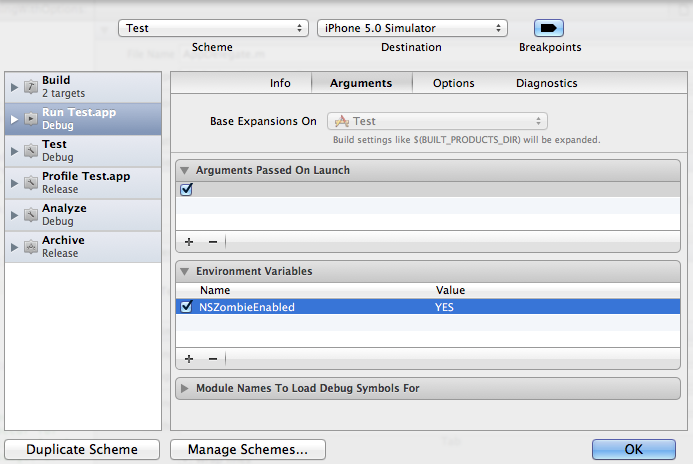 Test
iPhone 5.0 Simulator
Scheme
Destination
Breakpoints
Build
2 targets
Run Test.app
Debug
Test
Debug
Profile Test.app
Release
Analyze
Debug
Archive
Release
Info
Arguments
Options
Diagnostics
Base Expansions On
Test
Build settings like $(BUILT_PRODUCTS_DIR) will be expanded.
Arguments Passed On Launch
Environment Variables
Name
Value
NSZombieEnabled
YES
Module Names To Load Debug Symbols For
Duplicate Scheme
Manage Schemes...
OK